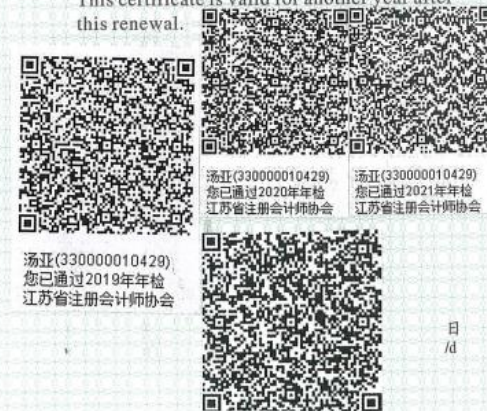 This certificate is valid for another year after
this renewal.
汤亚(330000010429)
您已通过2019年年检
江苏省注册会计师协会
汤亚(330000010429)
您已通过2020年年检
江苏省注册会计师协会
汤亚(330000010429)
您已通过2021年年检
江苏省注册会计师协会
日
/d